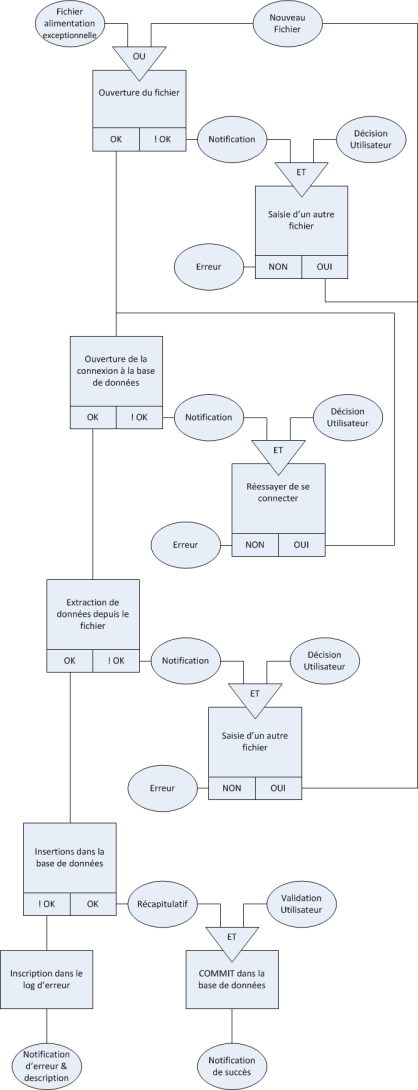 Fichier
alimentation
exceptionnelle
Nouveau
Fichier
OU
Ouverture du fichier
OK
! OK
Notification
Décision
Utilisateur
ET
Saisie d'un autre
fichier
Erreur
NON
OUI
Ouverture de la
connexion à la base
de données
OK
! OK
Notification
Décision
Utilisateur
ET
Réessayer de se
connecter
Erreur
NON
OUI
Extraction de
données depuis le
fichier
OK
! OK
Notification
Décision
Utilisateur
ET
Saisie d'un autre
fichier
Erreur
NON
OUI
Insertions dans la
base de données
! OK
OK
Récapitulatif
Validation
Utilisateur
ET
Inscription dans le
log d'erreur
COMMIT dans la
base de données
Notification
d'erreur &
description
Notification
de succès